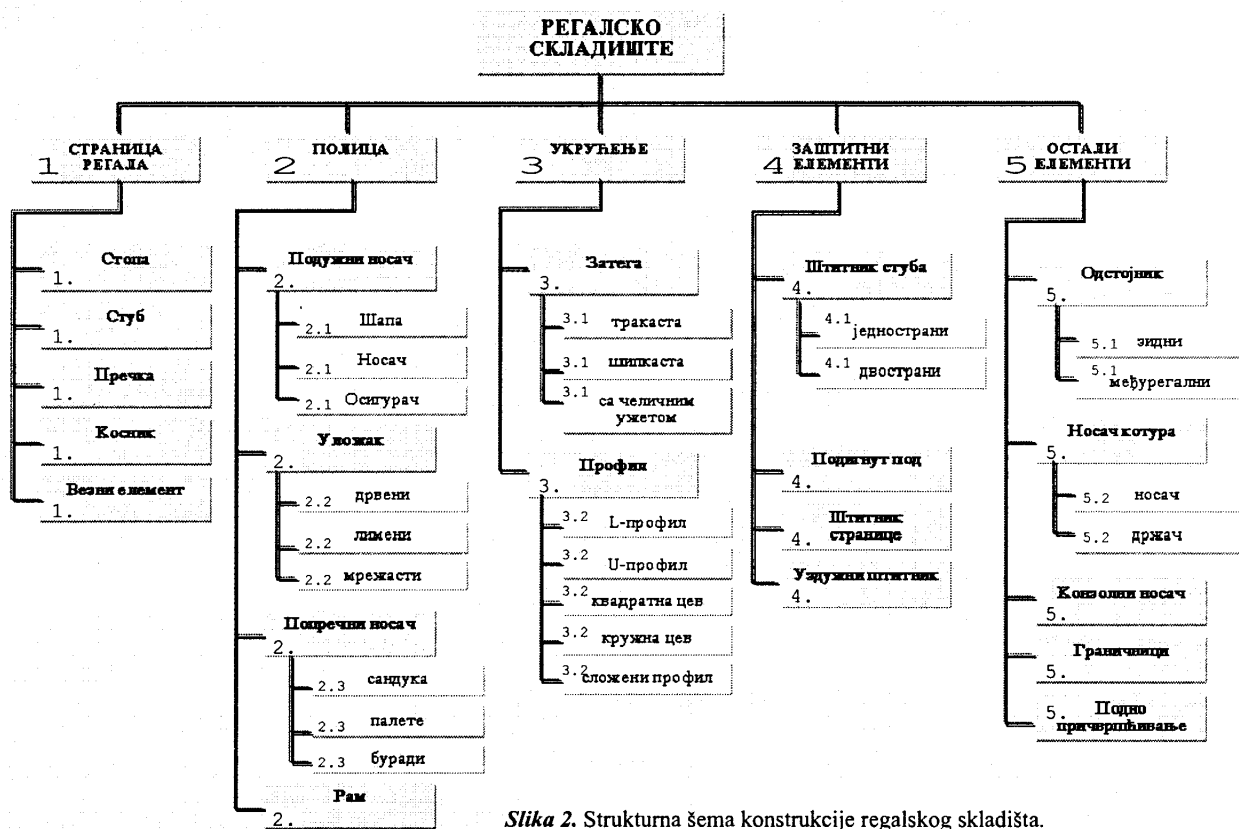 РЕГАЛСКО
СКЛАДИШТЕ
1 СТРАНИЦА
РЕГАЛА
Стопа
1.
Стуб
1.
Пречка
1.
Косник
1.
Везни елемент
1.
2 ПОЛИЦА
Подужни носач
2.
2.1 Шапа
2.1 Носач
2.1 Осигурач
Уложак
2.
2.2 дрвени
2.2 лимени
2.2 мрежасти
Попречни носач
2.
2.3 сандука
2.3 палете
2.3 буради
Рам
2.
3 УКРУЋЕЊЕ
Затега
3.
3.1 тракаста
3.1 шипкаста
3.1 са челичним
ужетом
Профил
3.
3.2 L-профил
3.2 U-профил
3.2 квадратна цев
3.2 кружна цев
3.2 сложени профил
4 ЗАШТИТНИ
ЕЛЕМЕНТИ
Штитник стуба
4.
4.1 једнострани
4.1 двострани
Подигнут под
4.
Штитник
4. странице
Уздужни штитник
4.
5 ОСТАЛИ
ЕЛЕМЕНТИ
Одстојник
5.
5.1 зидни
5.1 међурегални
Носач котура
5.
5.2 носач
5.2 држач
Конзолни носач
5.
Граничници
5.
5. Подно
причвршћивање
Slika 2. Strukturna šema konstrukcije regalskog skladišta.